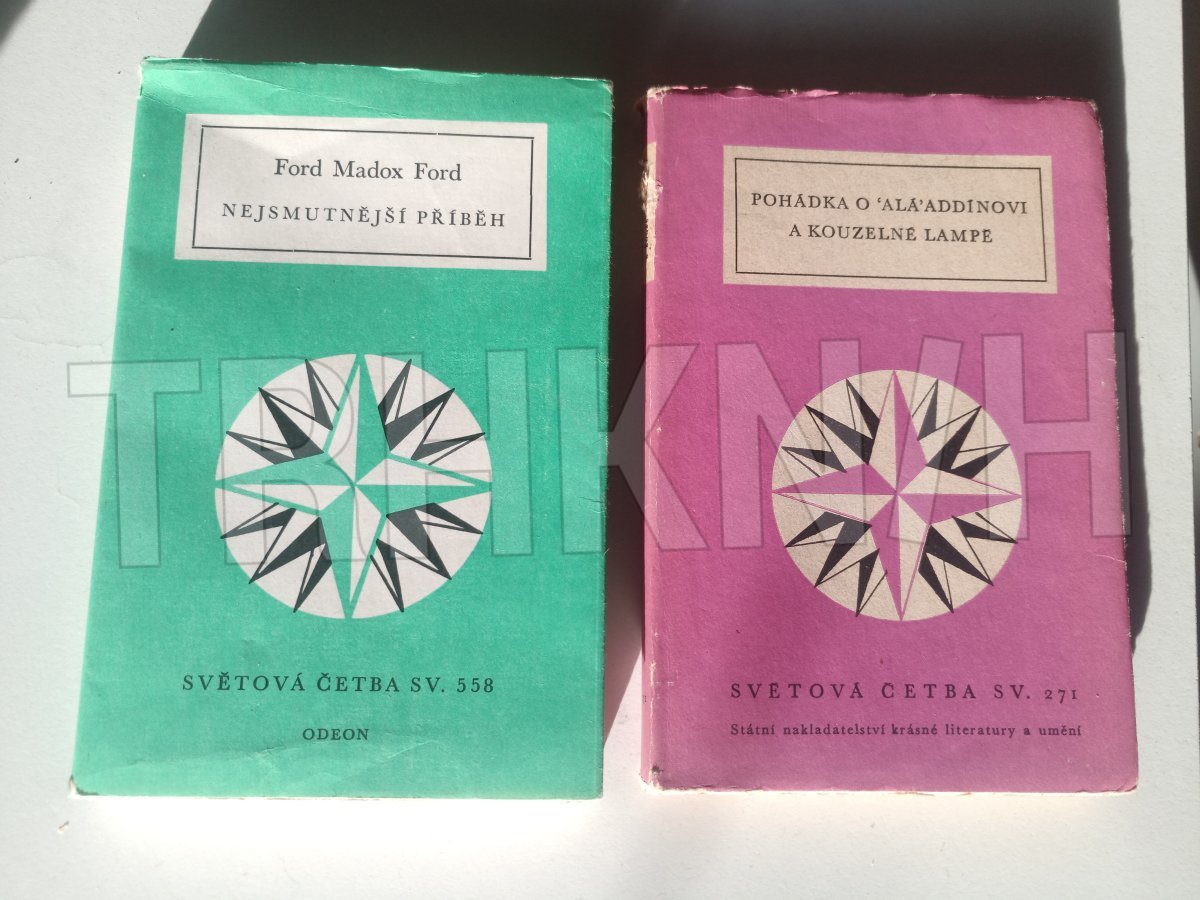 Ford Madox Ford
NEJSMUTNĚJŠÍ PŘÍBĚH
SVĚTOVÁ ČETBA SV. 558
ODEON
POHÁDKA O ‘ALÁ’ADDÍNOVI
A KOUZELNÉ LAMPĚ
SVĚTOVÁ ČETBA SV. 271
Státní nakladatelství krásné literatury a umění
TRHKNIH